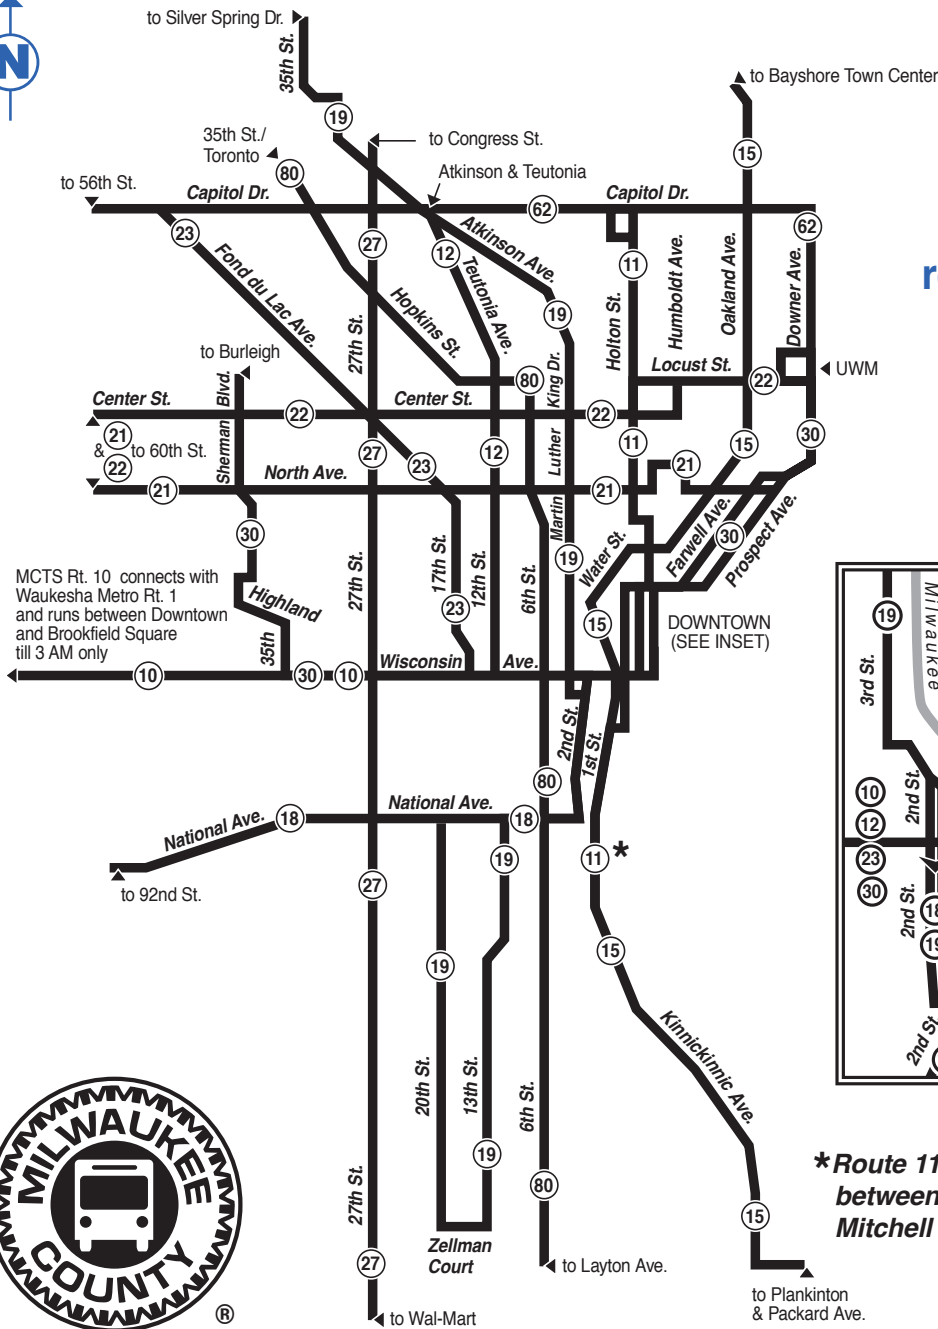 to Silver Spring Dr.
N
35th St.
to Bayshore Town Center
19
35th St./
Toronto
to Congress St.
15
80
Atkinson & Teutonia
to 56th St.
Capitol Dr.
62
Capitol Dr.
23
27
12
Atkinson Ave.
11
62
Fond du Lac Ave.
Teutonia Ave.
Humboldt Ave.
Oakland Ave.
Downer Ave.
Hopkins St.
19
Holton St.
27th St.
to Burleigh
Locust St.
UWM
80
King Dr.
22
Sherman Blvd.
Center St.
22
Center St.
22
21
&
22
to 60th St.
27
12
Luther
11
15
30
North Ave.
23
21
21
21
Martin
30
Water St.
Farwell Ave.
30
Prospect Ave.
27th St.
17th St.
12th St.
6th St.
19
MCTS Rt. 10 connects with
Waukesha Metro Rt. 1
and runs between Downtown
and Brookfield Square
till 3 AM only
Highland
35th
23
15
DOWNTOWN
(SEE INSET)
10
30
10
Wisconsin Ave.
2nd St.
1st St.
80
National Ave.
National Ave.
18
18
19
11
*
to 92nd St.
27
19
15
Kinnickinnic Ave.
20th St.
13th St.
6th St.
19
27th St.
80
15
Zellman
Court
27
to Layton Ave.
to Wal-Mart
to Plankinton
& Packard Ave.
MILWAUKEE
COUNTY
®
r
19
Milwaukee
3rd St.
2nd St.
10
12
23
30
2nd St.
18
19
2nd St
*Route 11
between
Mitchell